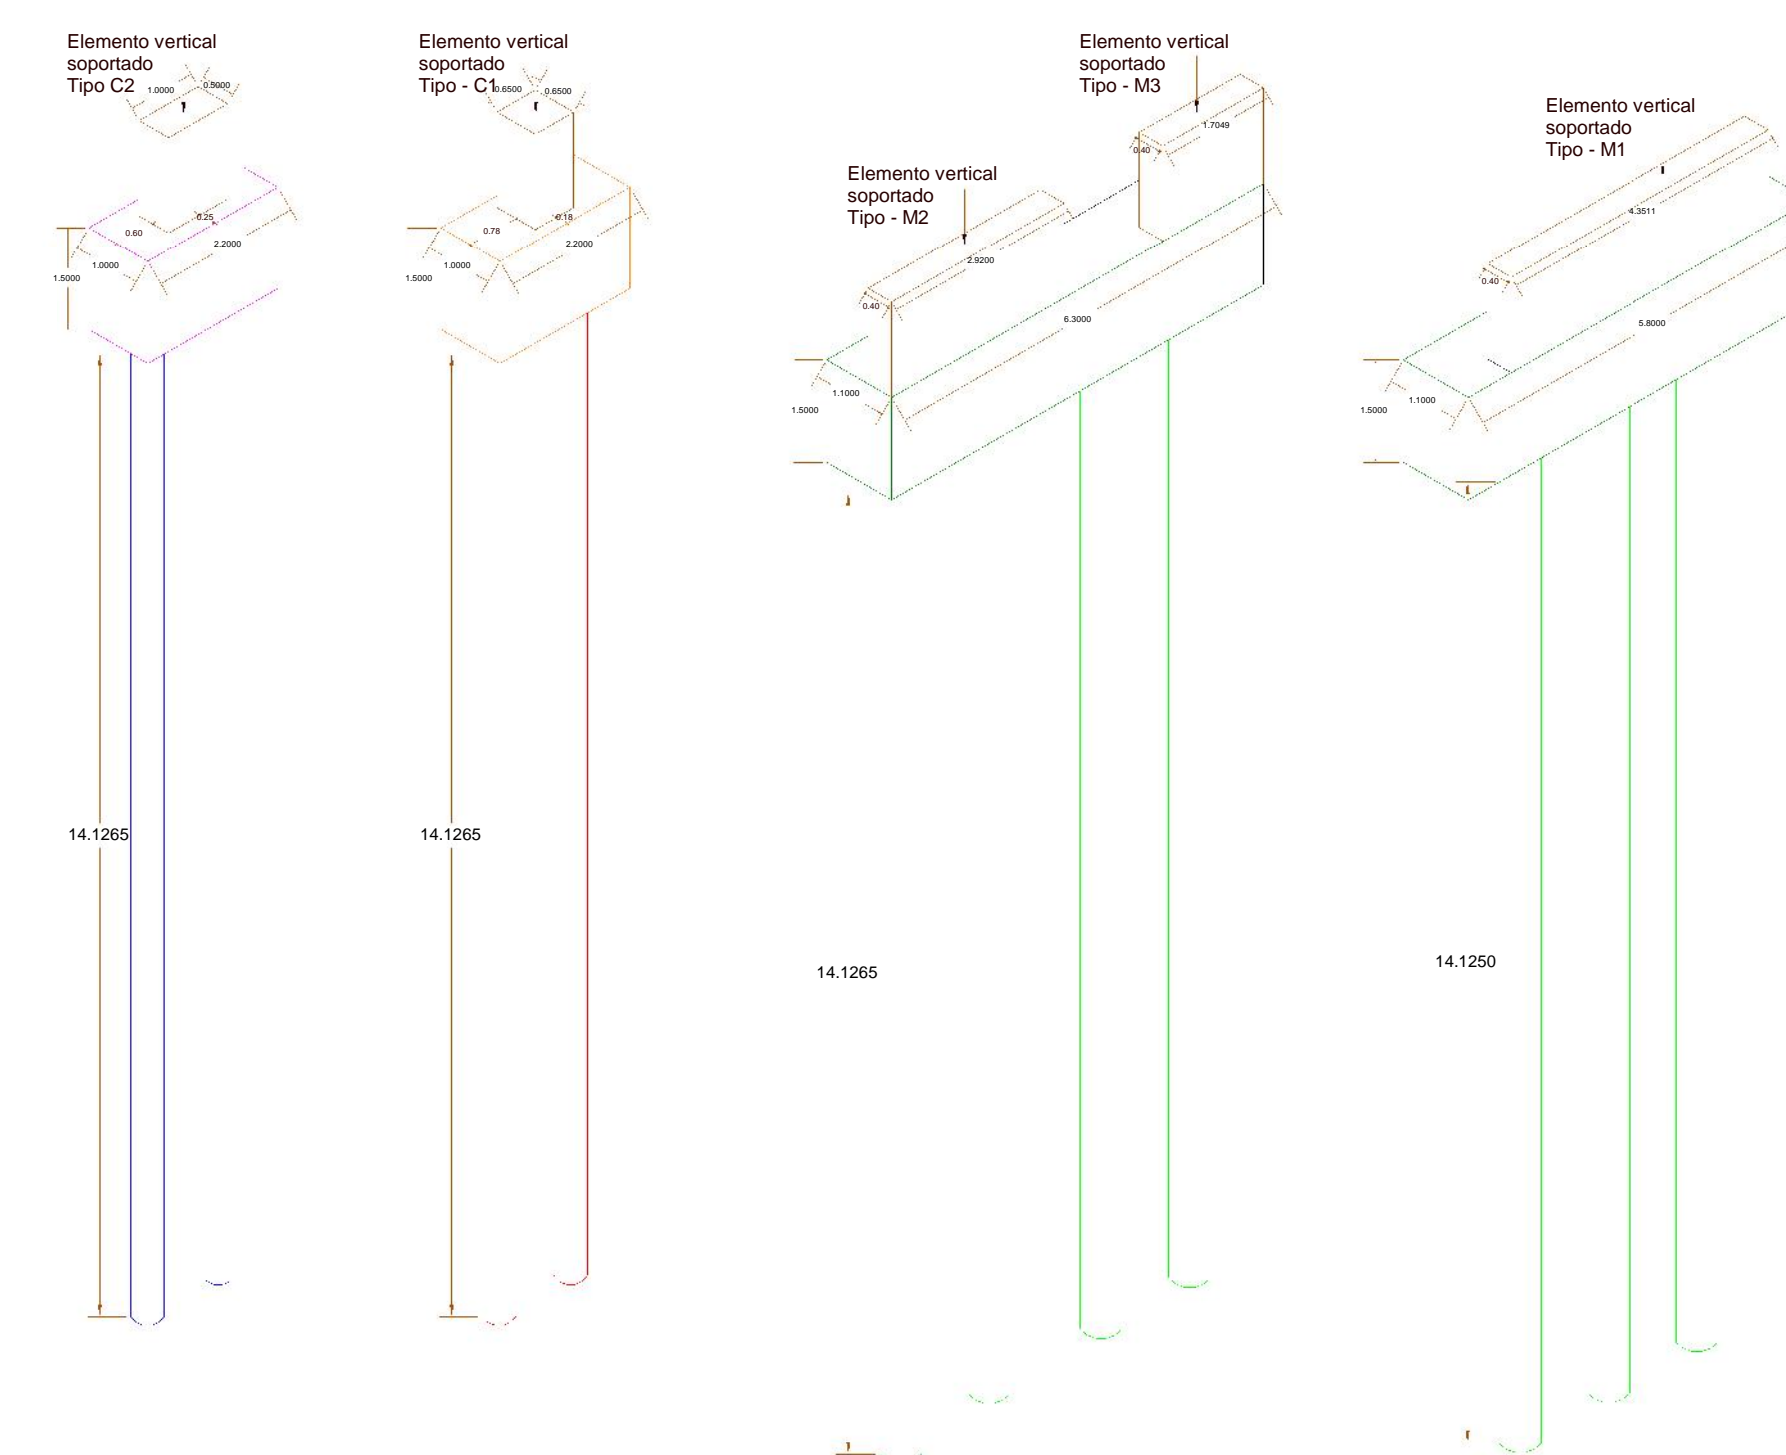 Elemento vertical
soportado
Tipo C2
1.0000
0.5000
0.25
0.60
2.2000
1.0000
1.5000
14.1265
Elemento vertical
soportado
Tipo - C1
0.6500
0.6500
0.18
0.78
2.2000
1.0000
1.5000
14.1265
Elemento vertical
soportado
Tipo - M2
2.9200
0.40
Elemento vertical
soportado
Tipo - M3
1.7049
0.40
6.3000
1.1000
1.5000
14.1265
Elemento vertical
soportado
Tipo - M1
4.3511
0.40
5.8000
1.1000
1.5000
14.1250